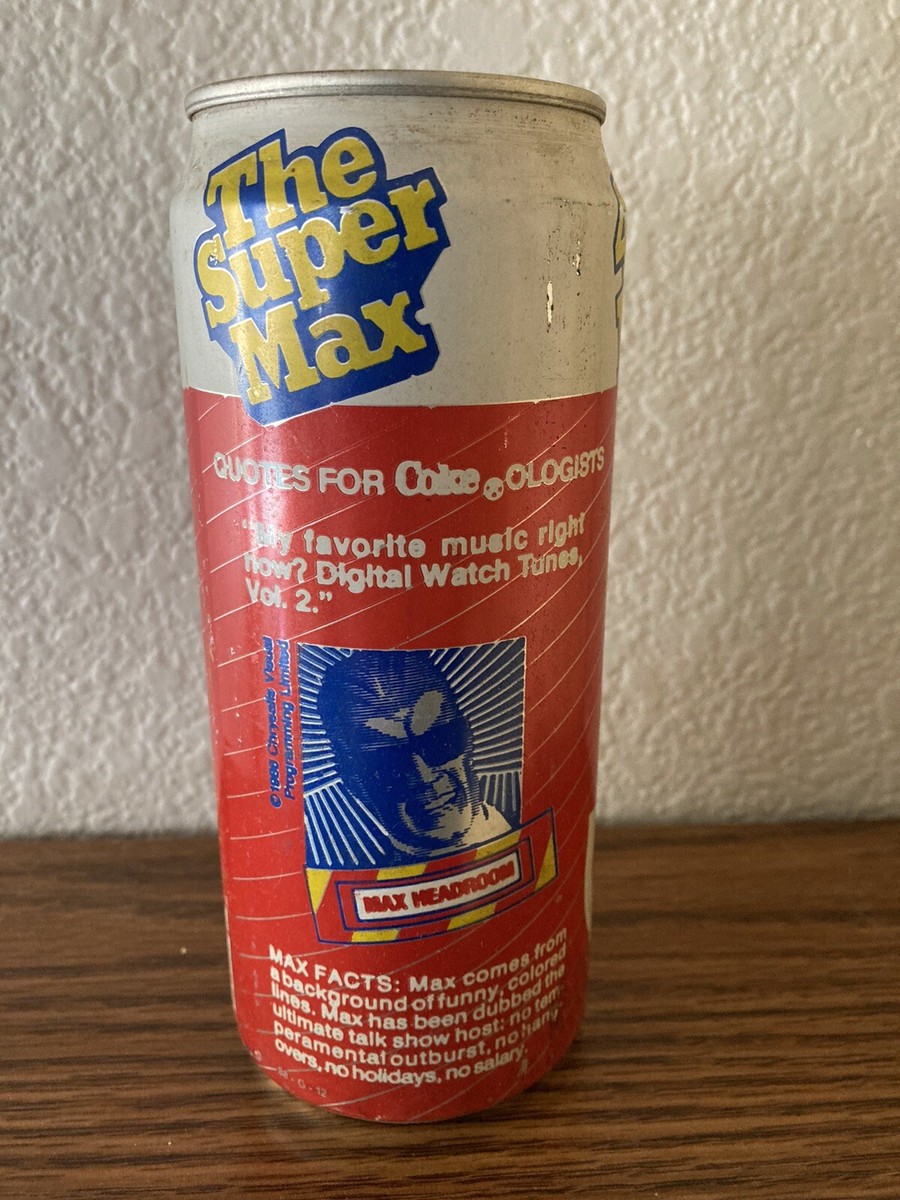 The
Super
Max
QUOTES FOR Coke OLOGISTS
"My favorite music right
now? Digital Watch Tunes,
Vol. 2."
© 1986 Chrysalis Visual
Programming Limited
MAX HEADROOM
MAX FACTS: Max comes from
a background of funny, colored
lines. Max has been dubbed the
ultimate talk show host: no tem-
peramental outburst, no hang
overs, no holidays, no salary.